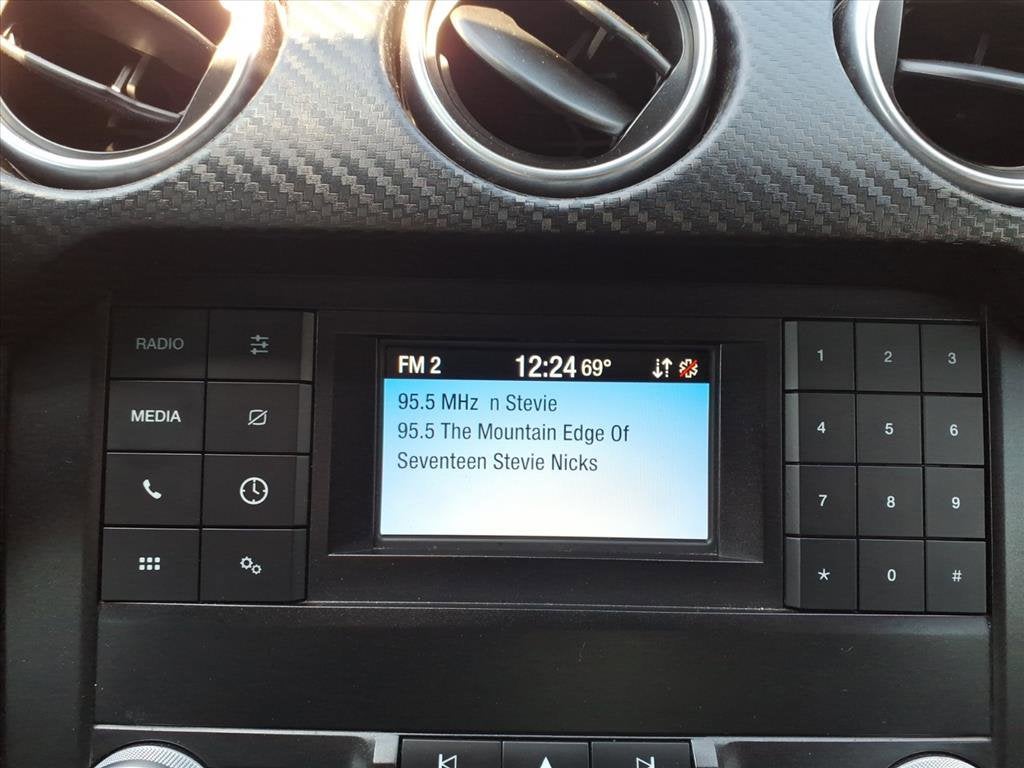 FM 2 12:24 69°
95.5 MHz n Stevie
95.5 The Mountain Edge Of
Seventeen Stevie Nicks
RADIO
MEDIA
1 2 3
4 5 6
7 8 9
* 0 #